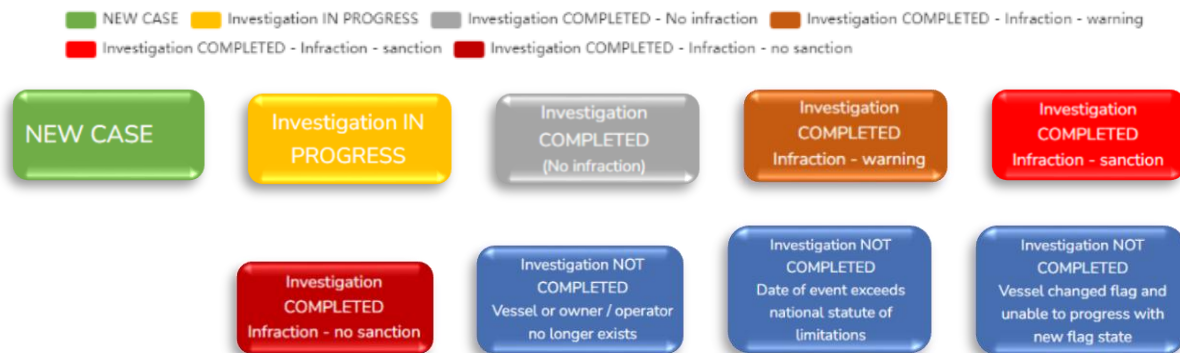 NEW CASE Investigation IN PROGRESS Investigation COMPLETED - No infraction Investigation COMPLETED - Infraction - warning
Investigation COMPLETED - Infraction - sanction Investigation COMPLETED - Infraction - no sanction
NEW CASE
Investigation IN
PROGRESS
Investigation
COMPLETED
(No infraction)
Investigation
COMPLETED
Infraction - warning
Investigation
COMPLETED
Infraction - sanction
Investigation
COMPLETED
Infraction - no sanction
Investigation NOT
COMPLETED
Vessel or owner / operator
no longer exists
Investigation NOT
COMPLETED
Date of event exceeds
national statute of
limitations
Investigation NOT
COMPLETED
Vessel changed flag and
unable to progress with
new flag state